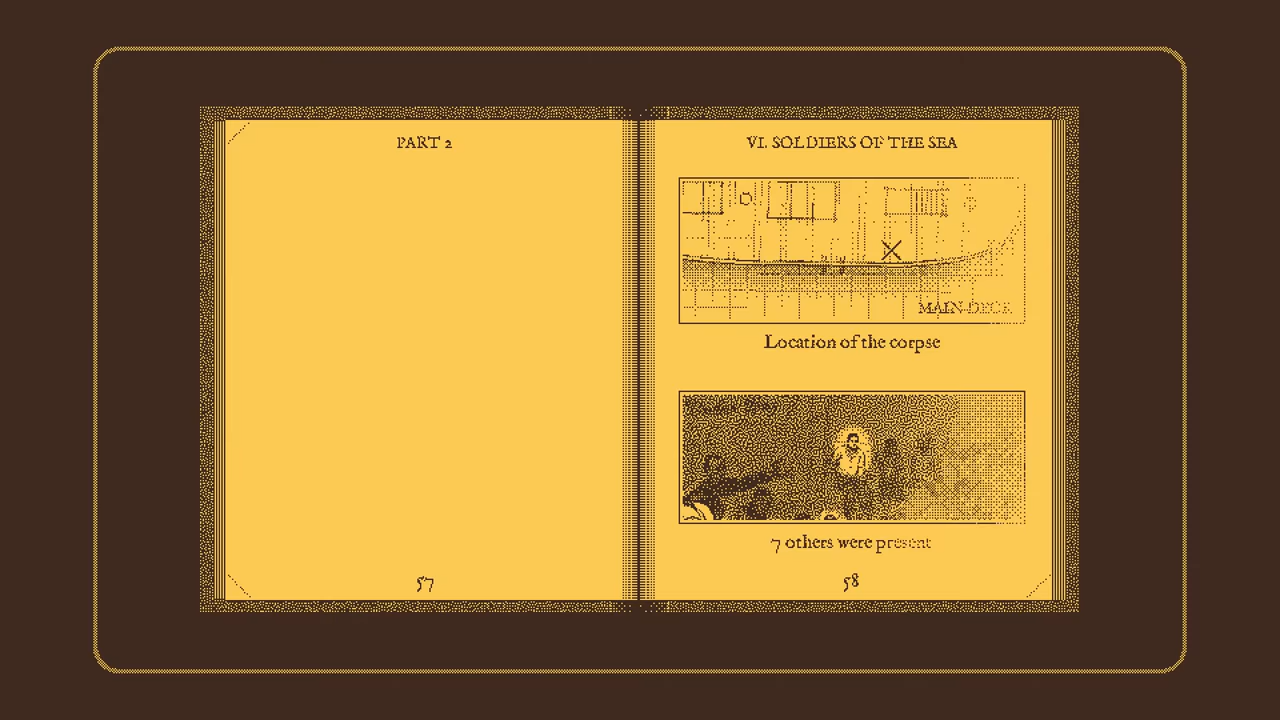 PART 2
57
VI. SOLDIERS OF THE SEA
MAIN DECK
Location of the corpse
7 others were present
58